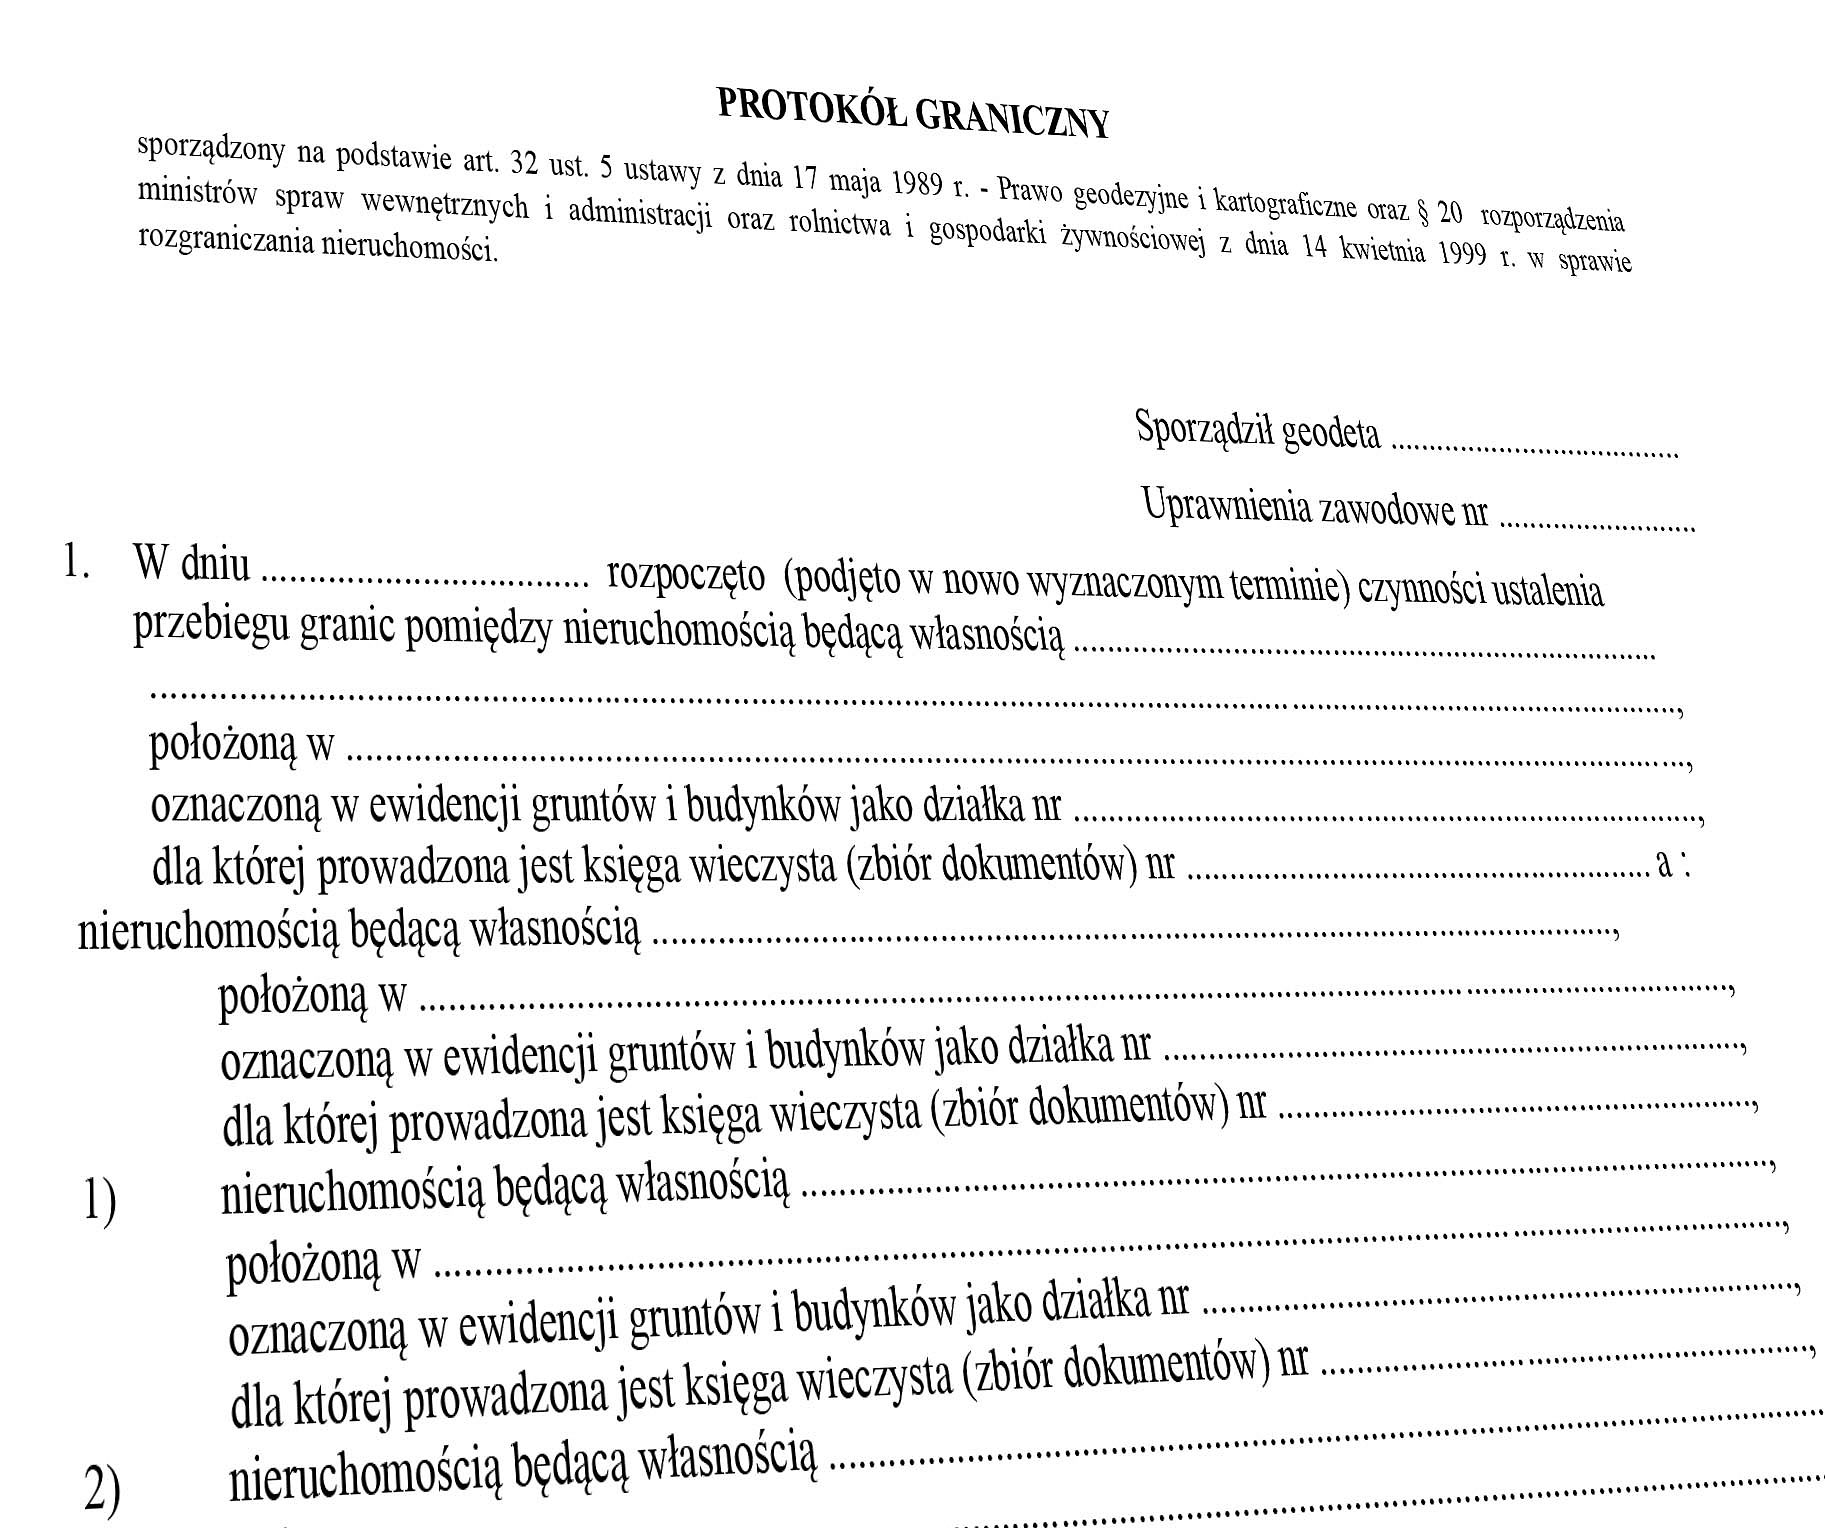 PROTOKÓŁ GRANICZNY
sporządzony na podstawie art. 32 ust. 5 ustawy z dnia 17 maja 1989 r. - Prawo geodezyjne i kartograficzne oraz § 20 rozporządzenia
ministrów spraw wewnętrznych i administracji oraz rolnictwa i gospodarki żywnościowej z dnia 14 kwietnia 1999 r. w sprawie
rozgraniczania nieruchomości.
Sporządził geodeta ......................................
Uprawnienia zawodowe nr ..........................
1. W dniu .................................. rozpoczęto (podjęto w nowo wyznaczonym terminie) czynności ustalenia
przebiegu granic pomiędzy nieruchomością będącą własnością ......................................................................
..............................................................................................................................................................................,
położoną w ..........................................................................................................................................................,
oznaczoną w ewidencji gruntów i budynków jako działka nr ..........................................................................,
dla której prowadzona jest księga wieczysta (zbiór dokumentów) nr ...................................................... a :
nieruchomością będącą własnością ..............................................................................................................,
położoną w ..................................................................................................................................................,
oznaczoną w ewidencji gruntów i budynków jako działka nr ...................................................................,
dla której prowadzona jest księga wieczysta (zbiór dokumentów) nr ......................................................,
1) nieruchomością będącą własnością ..............................................................................................................,
położoną w ..................................................................................................................................................,
oznaczoną w ewidencji gruntów i budynków jako działka nr ...................................................................,
dla której prowadzona jest księga wieczysta (zbiór dokumentów) nr ......................................................,
2) nieruchomością będącą własnością ..............................................................................................................